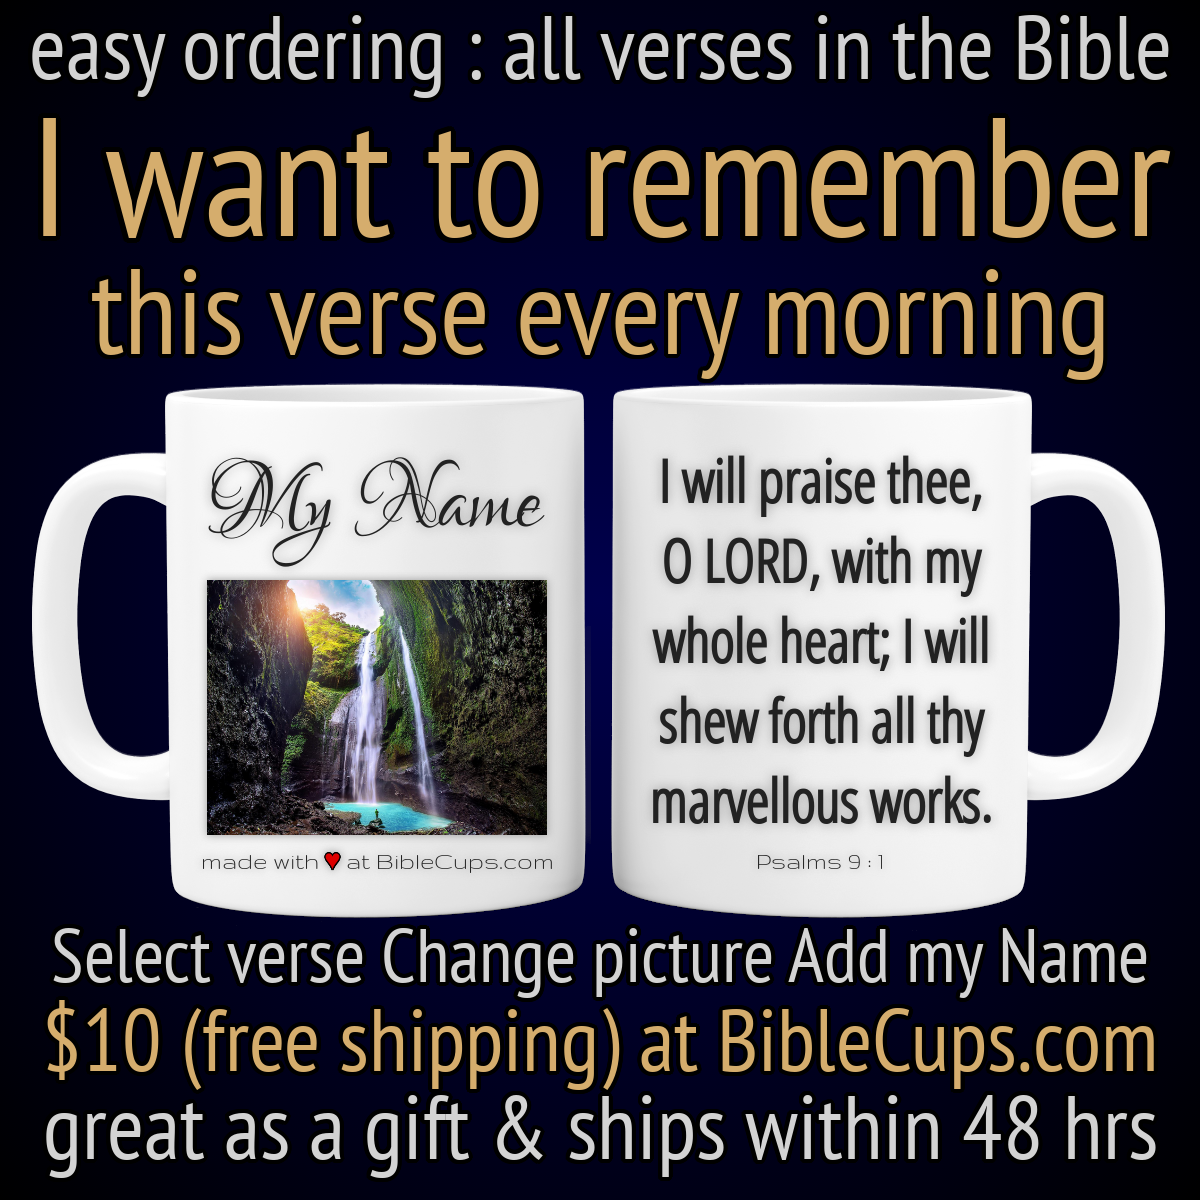 easy ordering : all verses in the Bible
I want to remember
this verse every morning
My Name
made with ♥ at BibleCups.com
I will praise thee,
O LORD, with my
whole heart; I will
shew forth all thy
marvellous works.
Psalms 9 : 1
Select verse Change picture Add my Name
$10 (free shipping) at BibleCups.com
great as a gift & ships within 48 hrs